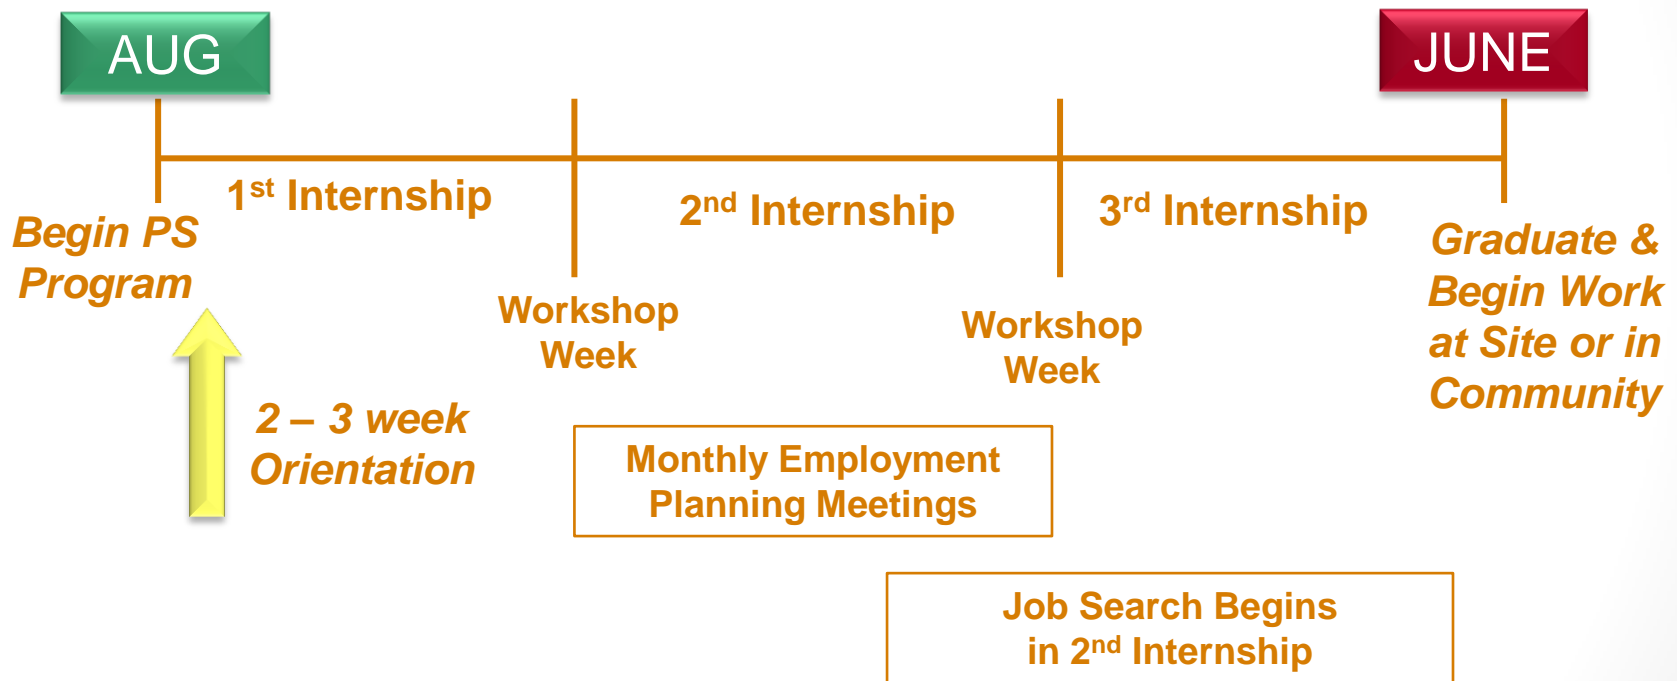 AUG
JUNE
1st Internship
2nd Internship
3rd Internship
Begin PS
Program
Workshop
Week
Workshop
Week
Graduate &
Begin Work
at Site or in
Community
2 – 3 week
Orientation
Monthly Employment
Planning Meetings
Job Search Begins
in 2nd Internship